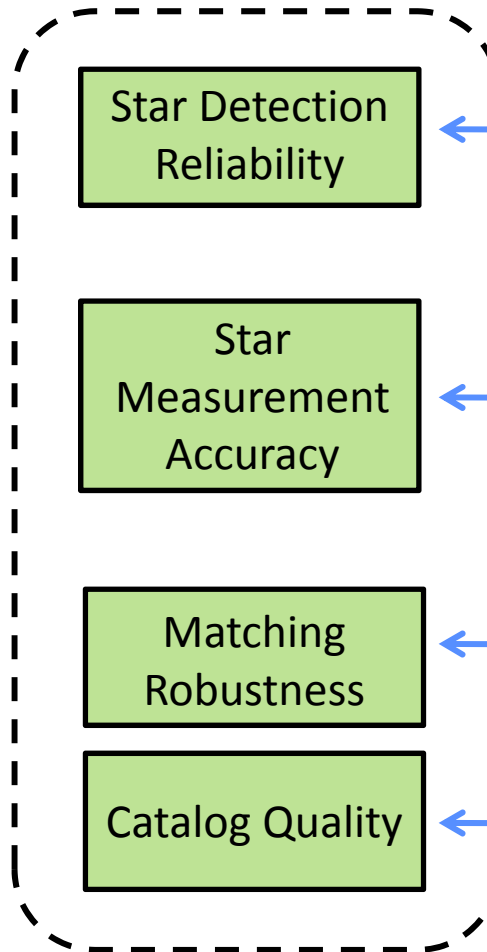 Star Detection
Reliability
Star
Measurement
Accuracy
Matching
Robustness
Catalog Quality